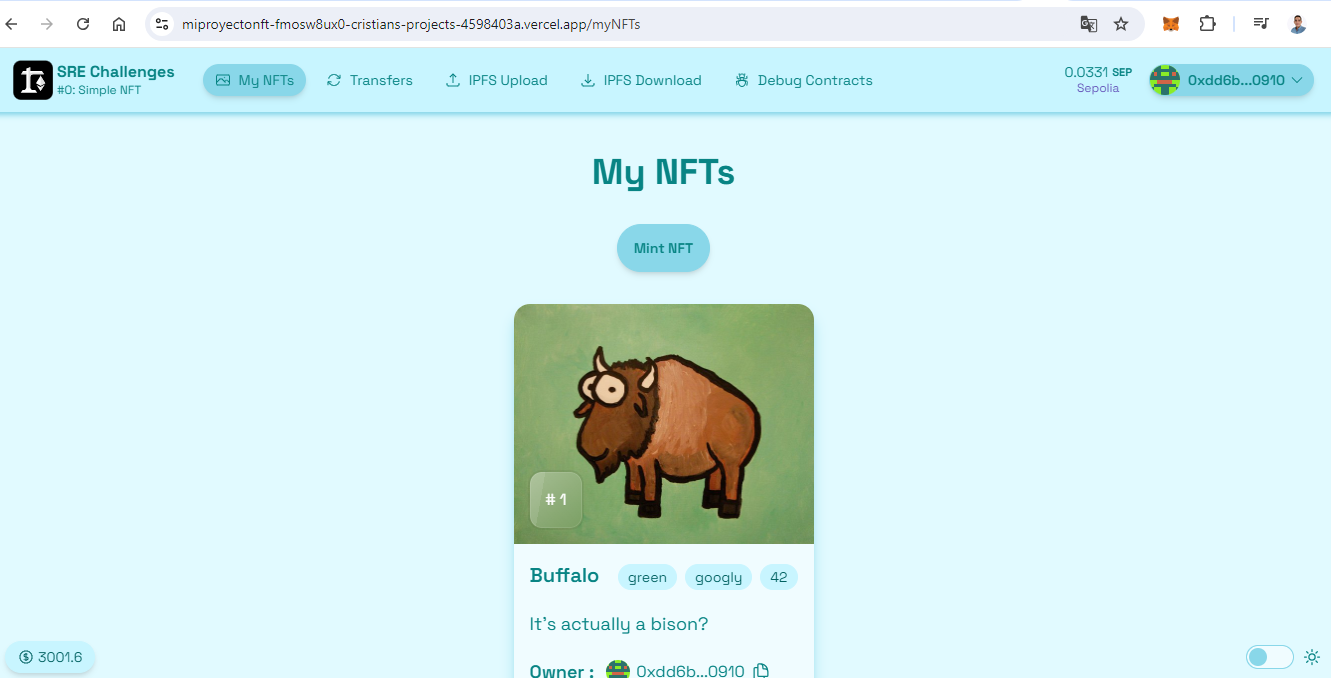 miproyectonft-fmosw8ux0-cristians-projects-4598403a.vercel.app/myNFTs
SRE Challenges
#0: Simple NFT
My NFTs
Transfers
IPFS Upload
IPFS Download
Debug Contracts
0.0331 SEP
Sepolia
0xdd6b...0910
My NFTs
Mint NFT
# 1
Buffalo
green
googly
42
It's actually a bison?
Owner :
0xdd6b...0910
3001.6